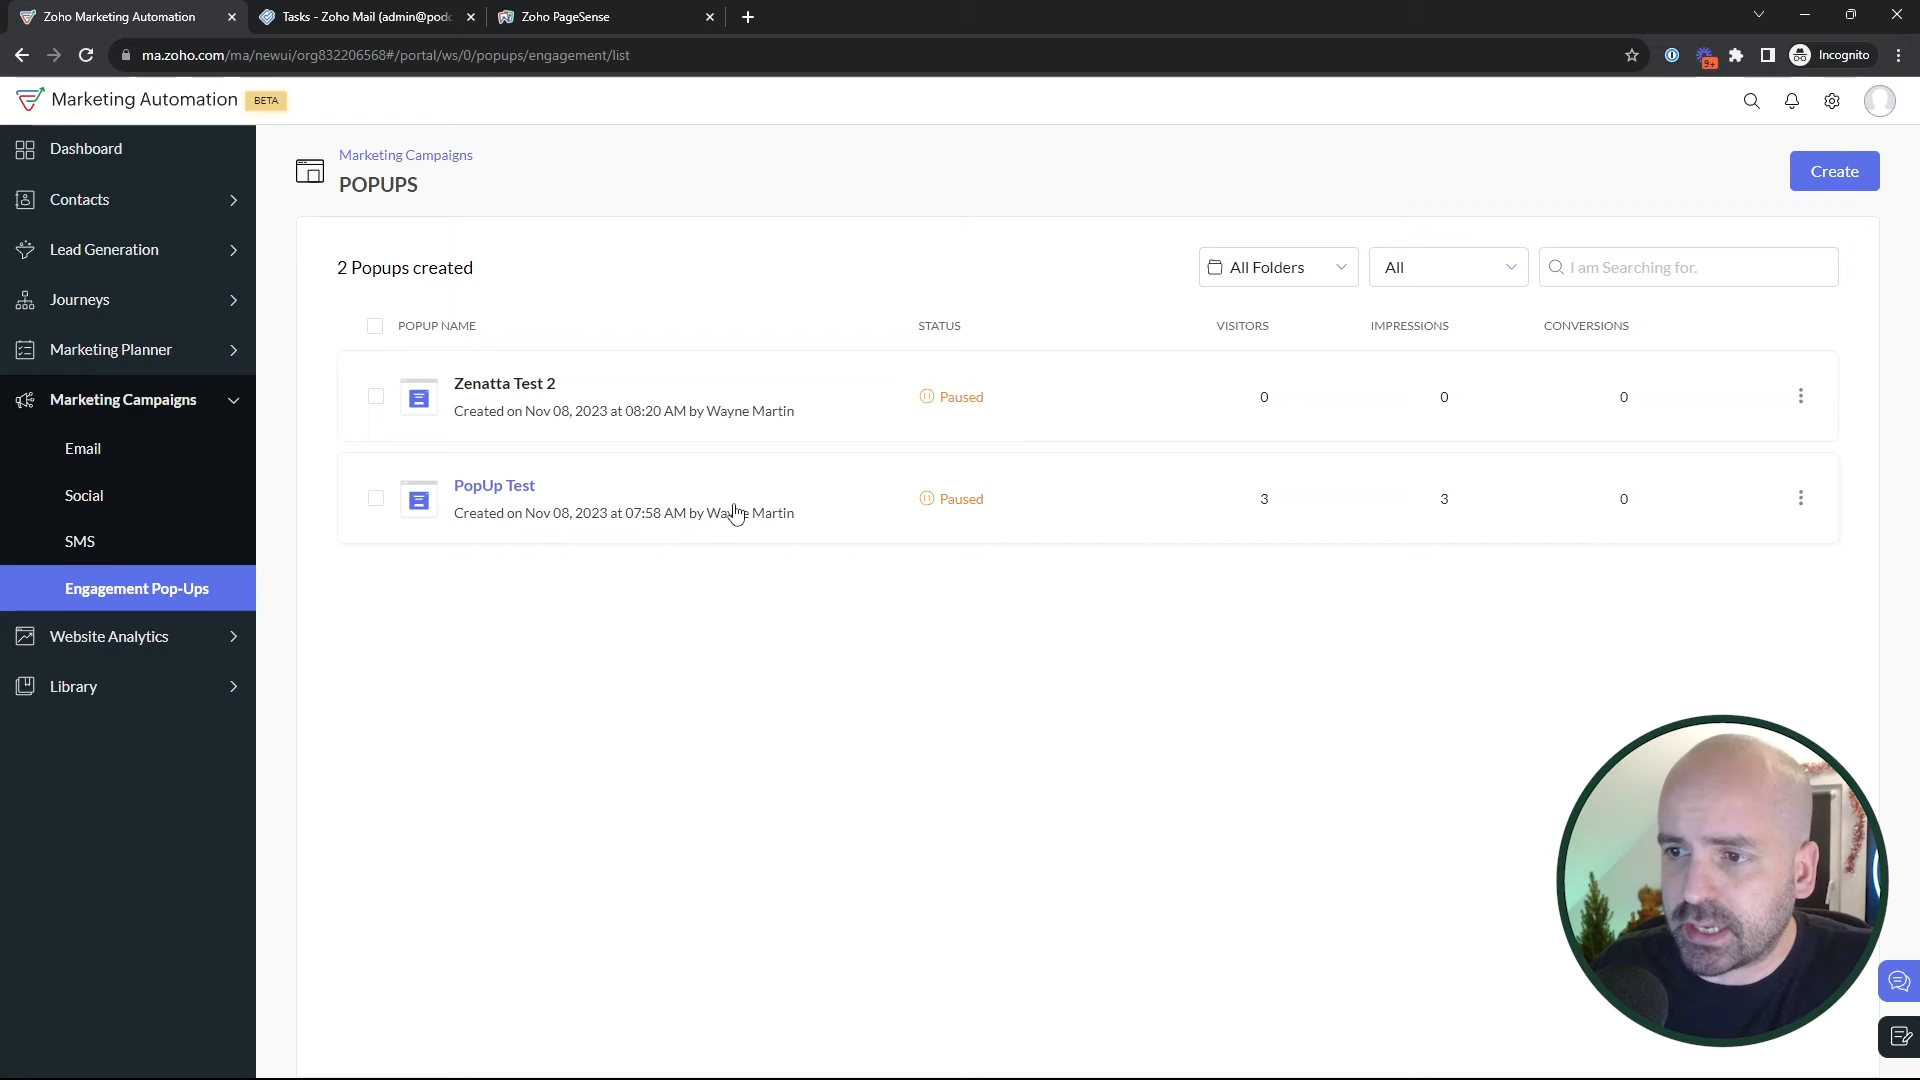 Zoho Marketing Automation
Tasks - Zoho Mail (admin@podc
Zoho PageSense
ma.zoho.com/ma/newui/org832206568#/portal/ws/0/popups/engagement/list
9+
Incognito
Marketing Automation BETA
Dashboard
Contacts
Lead Generation
Journeys
Marketing Planner
Marketing Campaigns
Email
Social
SMS
Engagement Pop-Ups
Website Analytics
Library
Marketing Campaigns
POPUPS
Create
2 Popups created
All Folders
All
I am Searching for.
POPUP NAME STATUS VISITORS IMPRESSIONS CONVERSIONS
Zenatta Test 2
Created on Nov 08, 2023 at 08:20 AM by Wayne Martin
Paused 0 0 0
PopUp Test
Created on Nov 08, 2023 at 07:58 AM by Wayne Martin
Paused 3 3 0